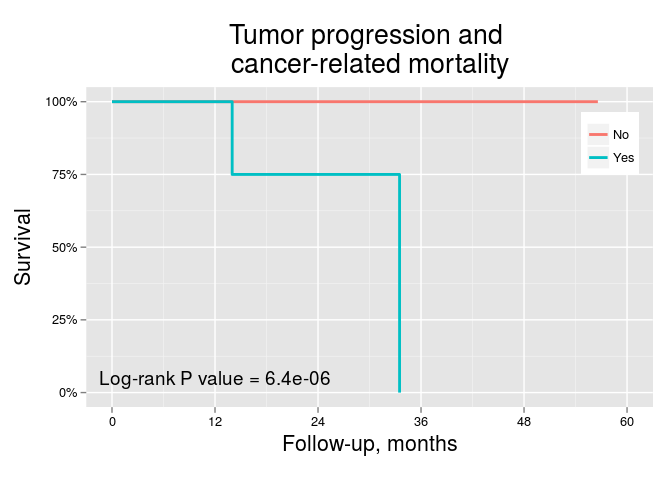 Tumor progression and
cancer-related mortality
100%
75%
50%
25%
0%
Survival
No
Yes
Log-rank P value = 6.4e-06
0 12 24 36 48 60
Follow-up, months